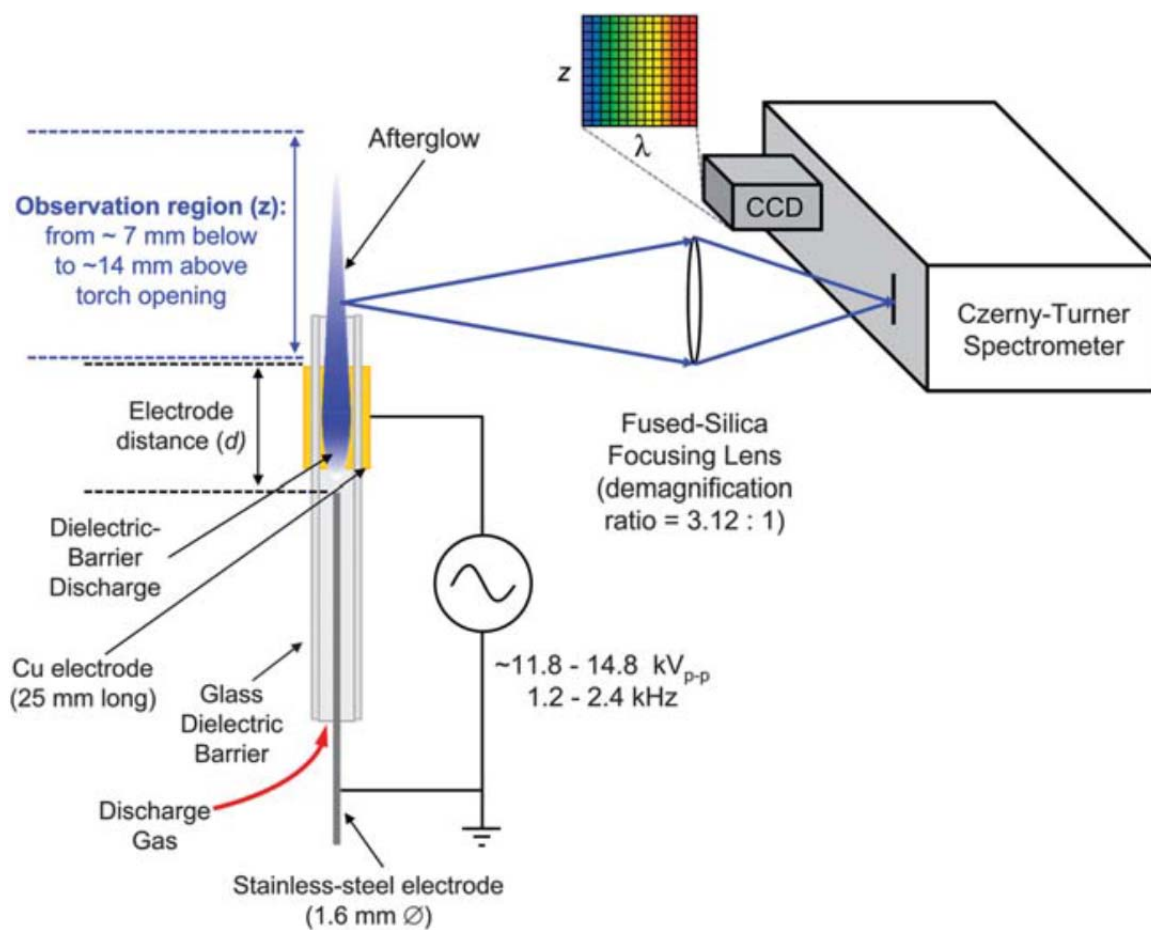 z
λ
CCD
Afterglow
Observation region (z):
from ~ 7 mm below
to ~14 mm above
torch opening
Czerny-Turner
Spectrometer
Electrode
distance (d)
Fused-Silica
Focusing Lens
(demagnification
ratio = 3.12 : 1)
Dielectric-
Barrier
Discharge
Cu electrode
(25 mm long)
Glass
Dielectric
Barrier
~11.8 - 14.8 kVp-p
1.2 - 2.4 kHz
Discharge
Gas
Stainless-steel electrode
(1.6 mm ∅)